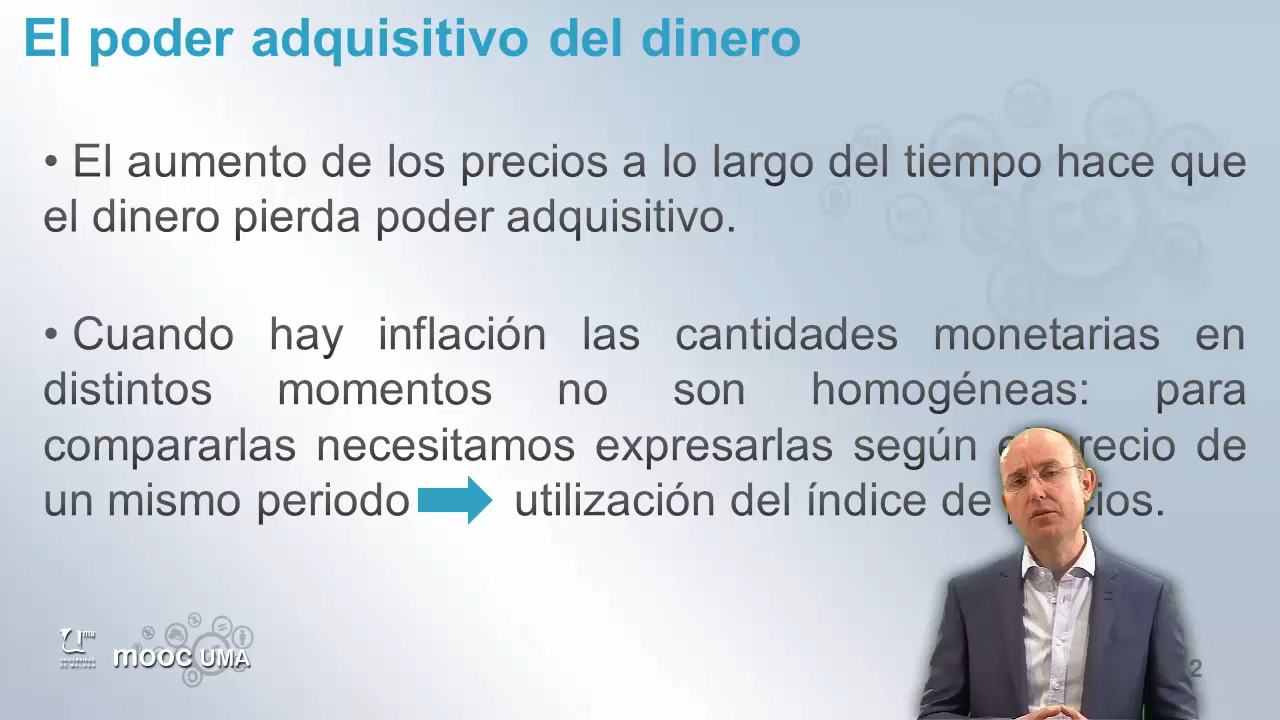 El poder adquisitivo del dinero
• El aumento de los precios a lo largo del tiempo hace que
el dinero pierda poder adquisitivo.
• Cuando hay inflación las cantidades monetarias en
distintos momentos no son homogéneas: para
compararlas necesitamos expresarlas según de
un mismo periodo utilización del índice de
uma
mooc UMA
2